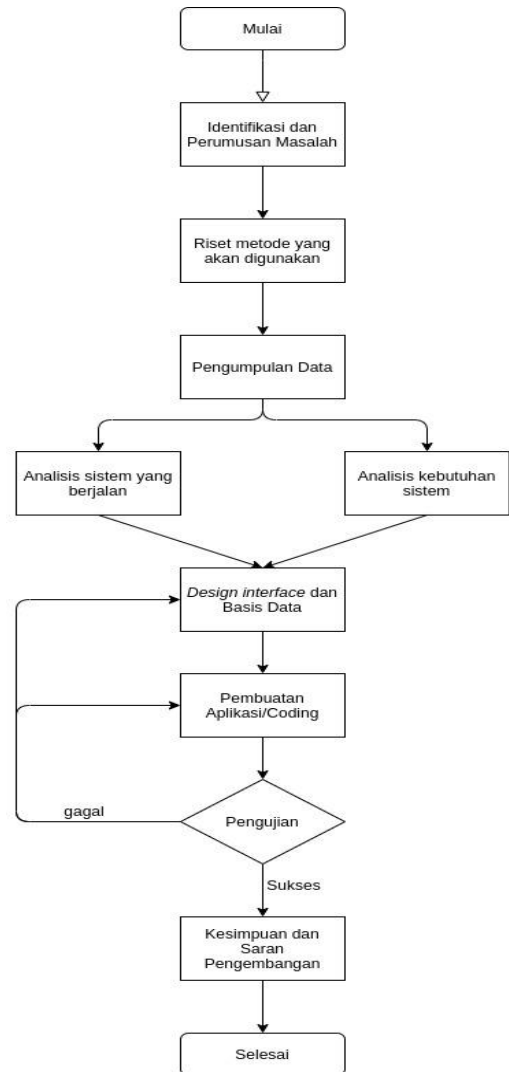 Mulai
Identifikasi dan
Perumusan Masalah
Riset metode yang
akan digunakan
Pengumpulan Data
Analisis sistem yang
berjalan
Analisis kebutuhan
sistem
Design interface dan
Basis Data
Pembuatan
Aplikasi/Coding
gagal
Pengujian
Sukses
Kesimpuan dan
Saran
Pengembangan
Selesai